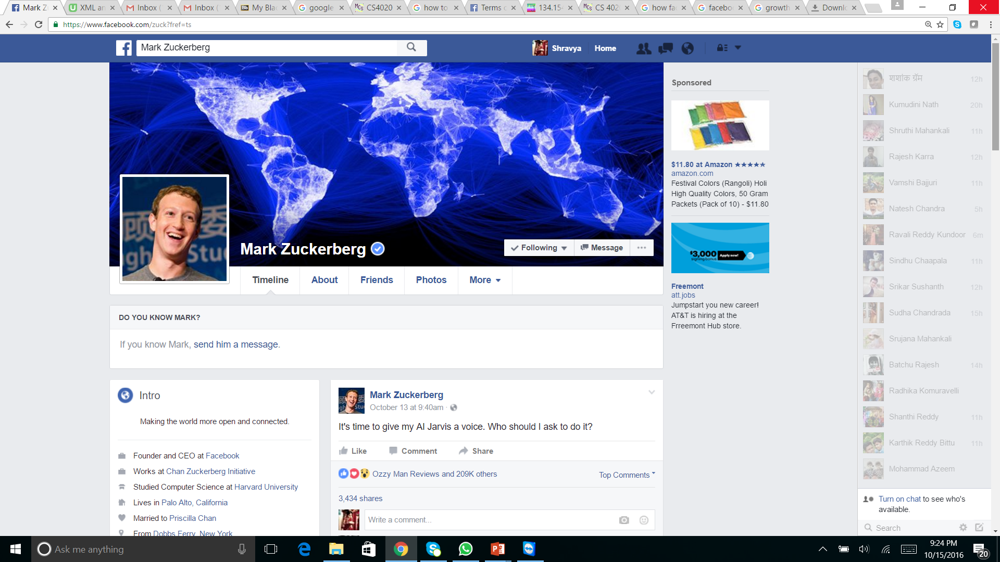 Mark Z
XML an
Inbox (
Inbox (
Bb My Blac
google
MCS CS4020
how to
Terms o
134.154
MCS CS 402
how fac
facebo
growth
Downlo
https://www.facebook.com/zuck?fref=ts
Mark Zuckerberg
Shravya
Home
Mark Zuckerberg
Following
Message
Timeline
About
Friends
Photos
More
DO YOU KNOW MARK?
If you know Mark, send him a message.
Intro
Making the world more open and connected.
Founder and CEO at Facebook
Works at Chan Zuckerberg Initiative
Studied Computer Science at Harvard University
Lives in Palo Alto, California
Married to Priscilla Chan
From Dobbs Ferry, New York
Mark Zuckerberg
October 13 at 9:40am ·
It's time to give my AI Jarvis a voice. Who should I ask to do it?
Like
Comment
Share
Ozzy Man Reviews and 209K others
Top Comments
3,434 shares
Write a comment...
Sponsored
$11.80 at Amazon ★★★★★
amazon.com
Festival Colors (Rangoli) Holi
High Quality Colors, 50 Gram
Packets (Pack of 10) - $11.80
$3,000
signing bonus
Apply now!
Freemont
att.jobs
Jumpstart you new career!
AT&T is hiring at the
Frreemont Hub store.
शशांक ग्रॅम 12h
Kumudini Nath 20h
Shruthi Mahankali 11h
Rajesh Karra 12h
Vamshi Bajjuri 11h
Natesh Chandra 5h
Ravali Reddy Kundoor 6m
Sindhu Chaapala 11h
Srikar Sushanth 12h
Sudha Chandrada 15h
Srujana Mahankali
Batchu Rajesh 14h
Radhika Komuravelli
Shanthi Reddy 11h
Karthik Reddy Bittu 11h
Mohammad Azeem
Turn on chat to see who's
available.
Search
Ask me anything
9:24 PM
10/15/2016
20